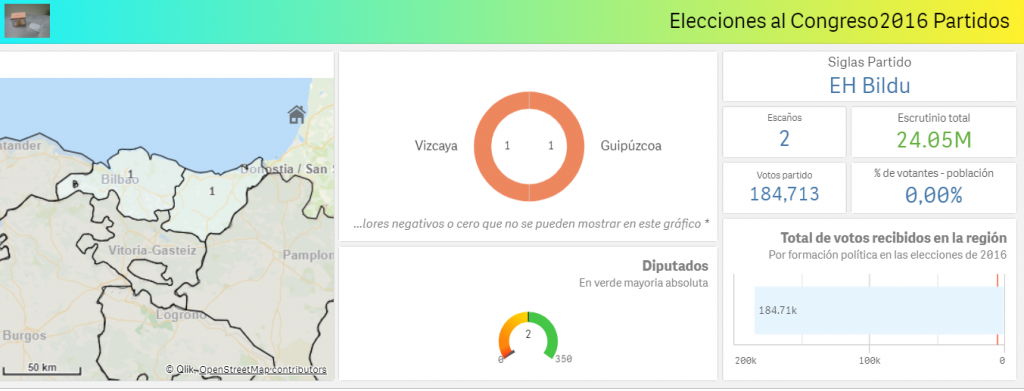 Elecciones al Congreso2016 Partidos
Bilbao
1
1
8
Donostia / San S
Vitoria-Gasteiz
Pamplon
Logroño
Burgos
50 km
© Qlik, OpenStreetMap contributors
Vizcaya
1
1
Guipúzcoa
...lores negativos o cero que no se pueden mostrar en este gráfico *
Diputados
En verde mayoria absoluta
2
0
350
Siglas Partido
EH Bildu
Escaños
2
Escrutinio total
24.05M
Votos partido
184,713
% de votantes - población
0,00%
Total de votos recibidos en la región
Por formación política en las elecciones de 2016
184.71k
200k
100k
0